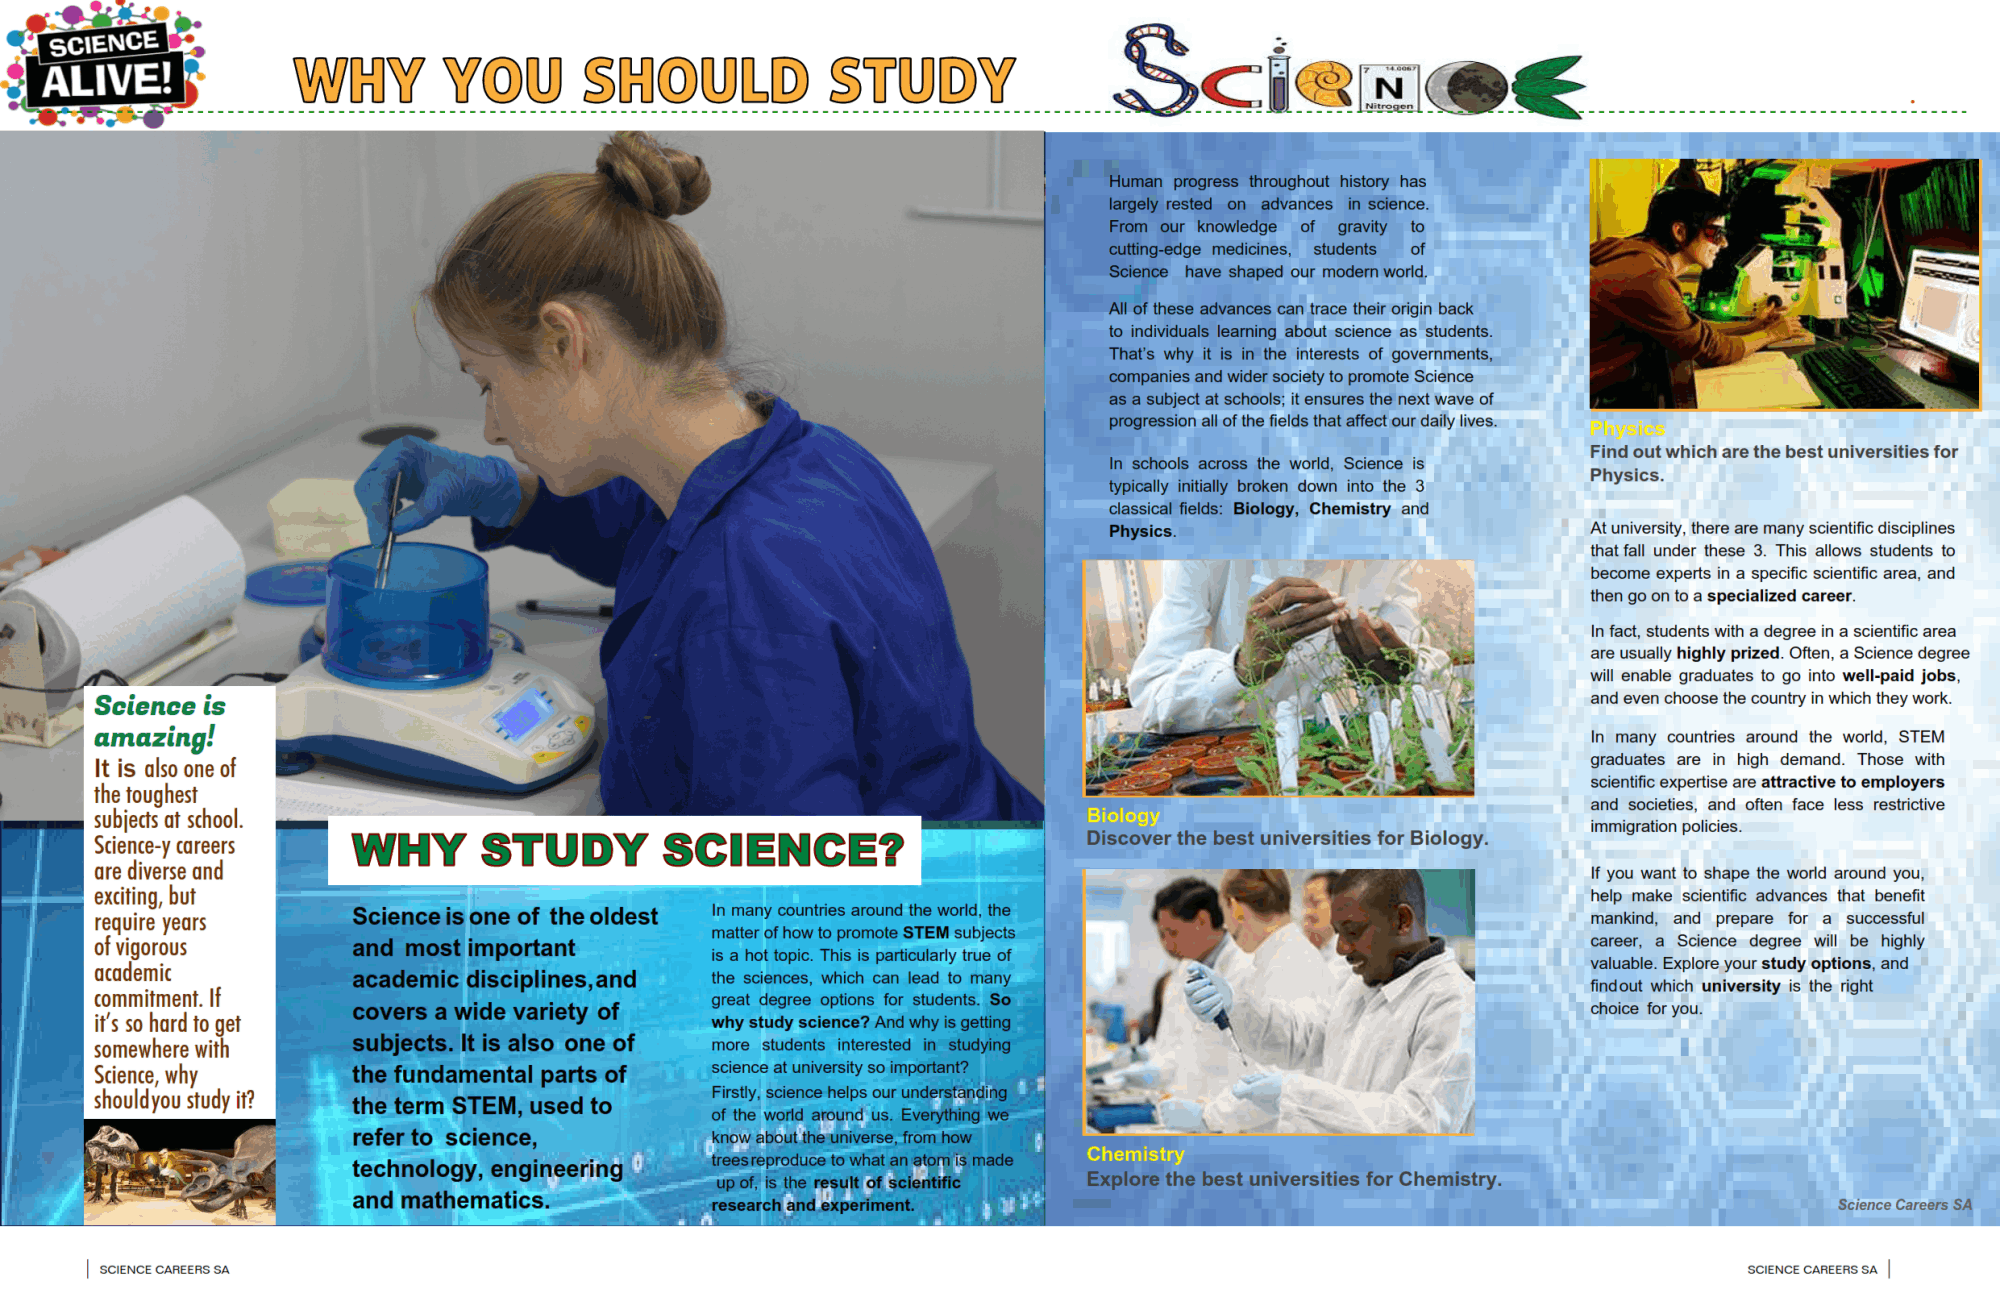 SCIENCE
ALIVE!
WHY YOU SHOULD STUDY SCIENCE
7 14.0067
Nitrogen
Science is
amazing!
It is also one of
the toughest
subjects at school.
Science-y careers
are diverse and
exciting, but
require years
of vigorous
academic
commitment. If
it's so hard to get
somewhere with
Science, why
should you study it?
WHY STUDY SCIENCE?
Science is one of the oldest
and most important
academic disciplines, and
covers a wide variety of
subjects. It is also one of
the fundamental parts of
the term STEM, used to
refer to science,
technology, engineering
and mathematics.
In many countries around the world, the
matter of how to promote STEM subjects
is a hot topic. This is particularly true of
the sciences, which can lead to many
great degree options for students. So
why study science? And why is getting
more students interested in studying
science at university so important?
Firstly, science helps our understanding
of the world around us. Everything we
know about the universe, from how
trees reproduce to what an atom is made
up of, is the result of scientific
research and experiment.
Human progress throughout history has
largely rested on advances in science.
From our knowledge of gravity to
cutting-edge medicines, students of
Science have shaped our modern world.
All of these advances can trace their origin back
to individuals learning about science as students.
That's why it is in the interests of governments,
companies and wider society to promote Science
as a subject at schools; it ensures the next wave of
progression all of the fields that affect our daily lives.
In schools across the world, Science is
typically initially broken down into the 3
classical fields: Biology, Chemistry and
Physics.
Biology
Discover the best universities for Biology.
Chemistry
Explore the best universities for Chemistry.
Physics
Find out which are the best universities for
Physics.
At university, there are many scientific disciplines
that fall under these 3. This allows students to
become experts in a specific scientific area, and
then go on to a specialized career.
In fact, students with a degree in a scientific area
are usually highly prized. Often, a Science degree
will enable graduates to go into well-paid jobs,
and even choose the country in which they work.
In many countries around the world, STEM
graduates are in high demand. Those with
scientific expertise are attractive to employers
and societies, and often face less restrictive
immigration policies.
If you want to shape the world around you,
help make scientific advances that benefit
mankind, and prepare for a successful
career, a Science degree will be highly
valuable. Explore your study options, and
find out which university is the right
choice for you.
Science Careers SA
SCIENCE CAREERS SA
SCIENCE CAREERS SA